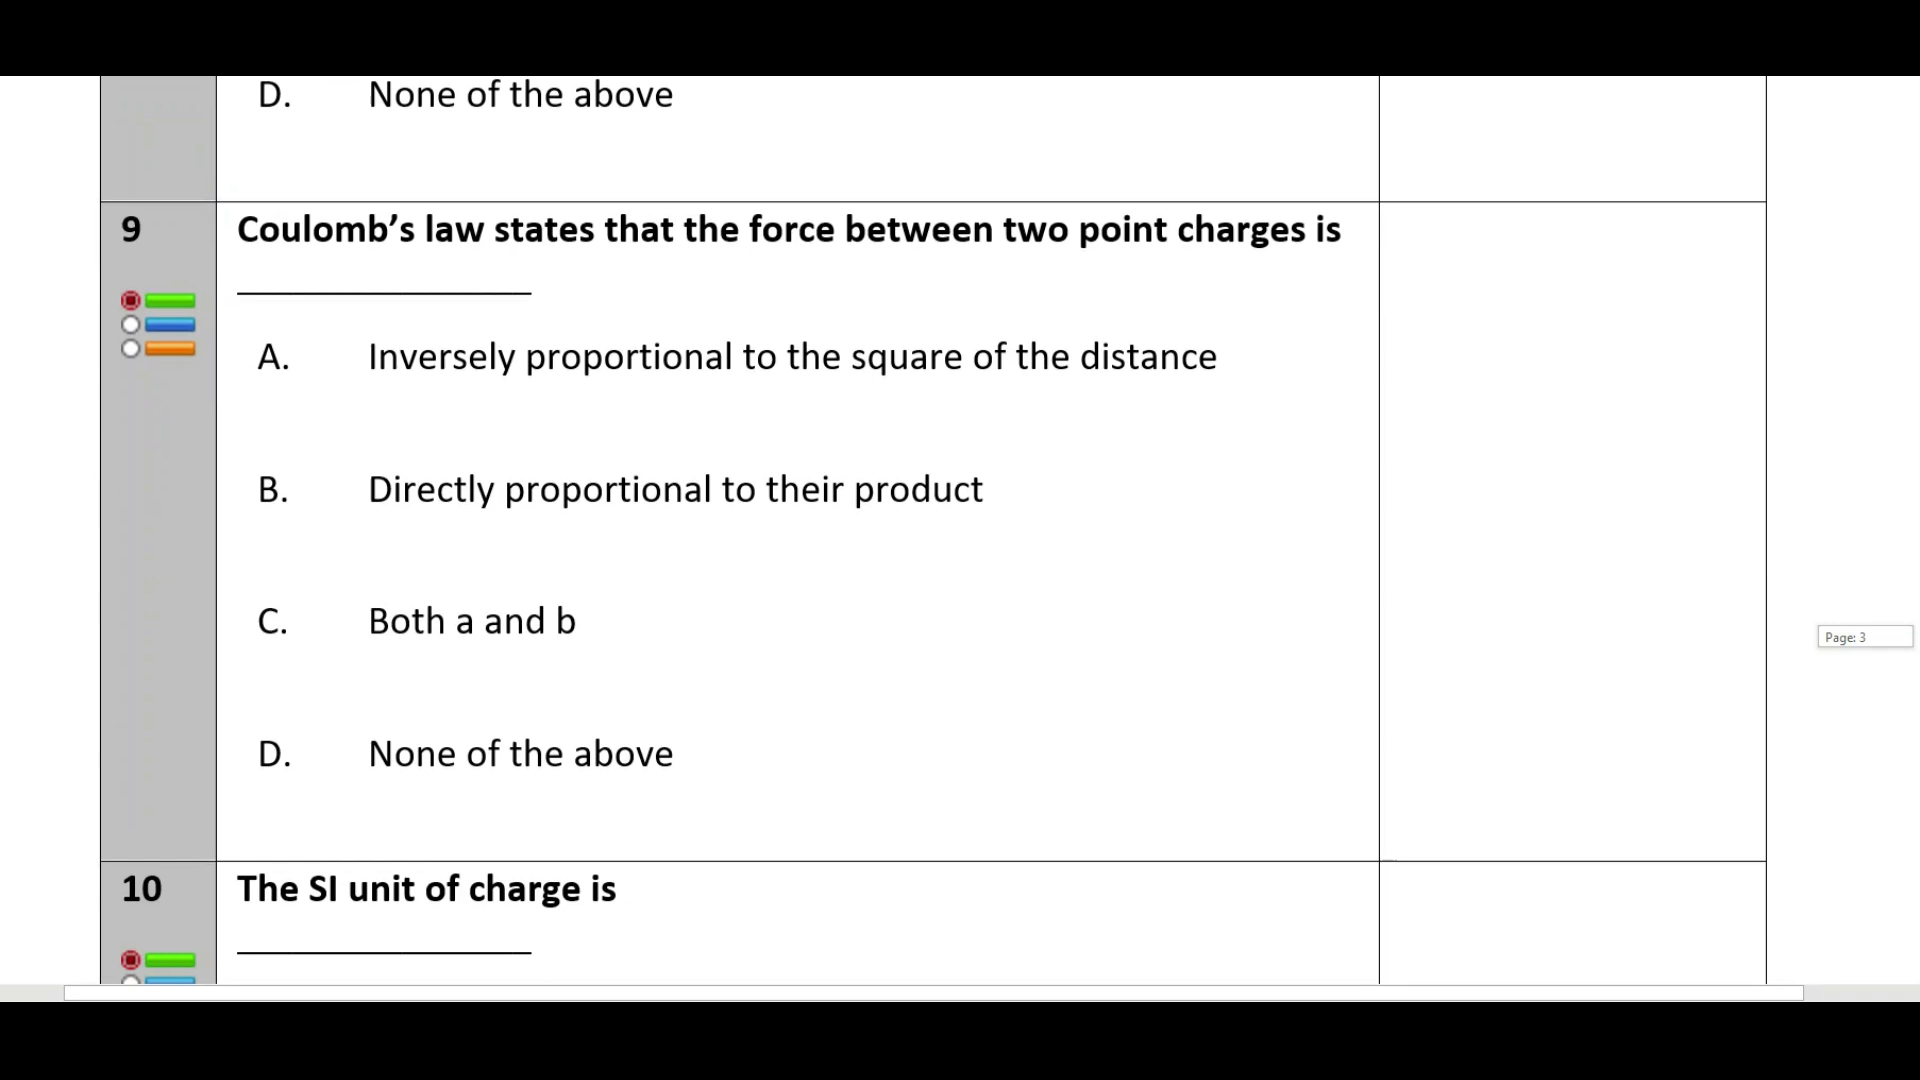 D. None of the above
9 Coulomb’s law states that the force between two point charges is
________________
A. Inversely proportional to the square of the distance
B. Directly proportional to their product
C. Both a and b
Page: 3
D. None of the above
10 The SI unit of charge is
________________